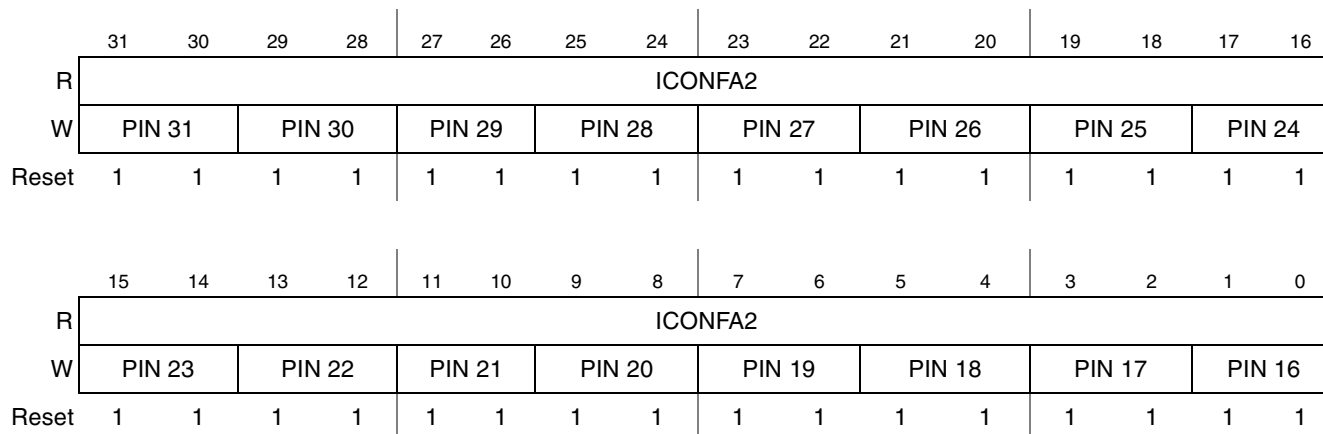 31 30 29 28 27 26 25 24 23 22 21 20 19 18 17 16
R ICONFA2
W PIN 31 PIN 30 PIN 29 PIN 28 PIN 27 PIN 26 PIN 25 PIN 24
Reset 1 1 1 1 1 1 1 1 1 1 1 1 1 1 1 1
15 14 13 12 11 10 9 8 7 6 5 4 3 2 1 0
R ICONFA2
W PIN 23 PIN 22 PIN 21 PIN 20 PIN 19 PIN 18 PIN 17 PIN 16
Reset 1 1 1 1 1 1 1 1 1 1 1 1 1 1 1 1